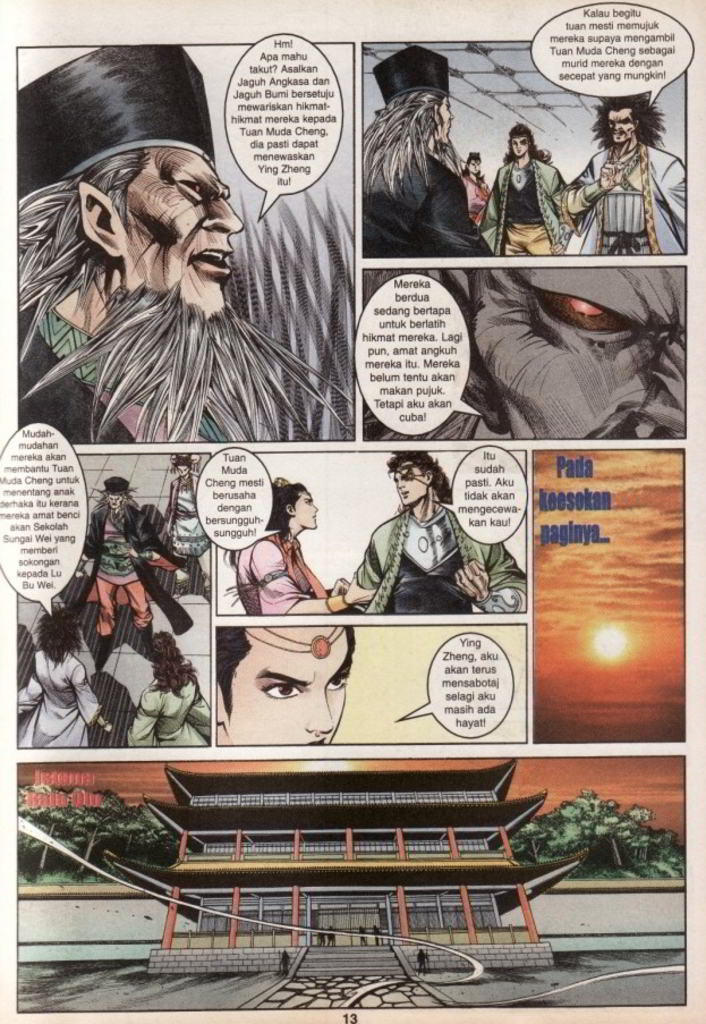 Hm!
Apa mahu
takut? Asalkan
Jaguh Angkasa dan
Jaguh Bumi bersetuju
mewariskan hikmat-
hikmat mereka kepada
Tuan Muda Cheng,
dia pasti dapat
menewaskan
Ying Zheng
itu!
Kalau begitu
tuan mesti memujuk
mereka supaya mengambil
Tuan Muda Cheng sebagai
murid mereka dengan
secepat yang mungkin!
Mereka
berdua
sedang bertapa
untuk berlatih
hikmat mereka. Lagi
pun, amat angkuh
mereka itu. Mereka
belum tentu akan
makan pujuk.
Tetapi aku akan
cuba!
Mudah-
mudahan
mereka akan
membantu Tuan
Muda Cheng untuk
menentang anak
derhaka itu kerana
mereka amat benci
akan Sekolah
Sungai Wei yang
memberi
sokongan
kepada Lu
Bu Wei.
Tuan
Muda
Cheng mesti
berusaha
dengan
bersungguh-
sungguh!
Itu
sudah
pasti. Aku
tidak akan
mengecewa-
kan kau!
Ying
Zheng, aku
akan terus
mensabotaj
selagi aku
masih ada
hayat!
Pada
keesokan
paginya...
Istana
13